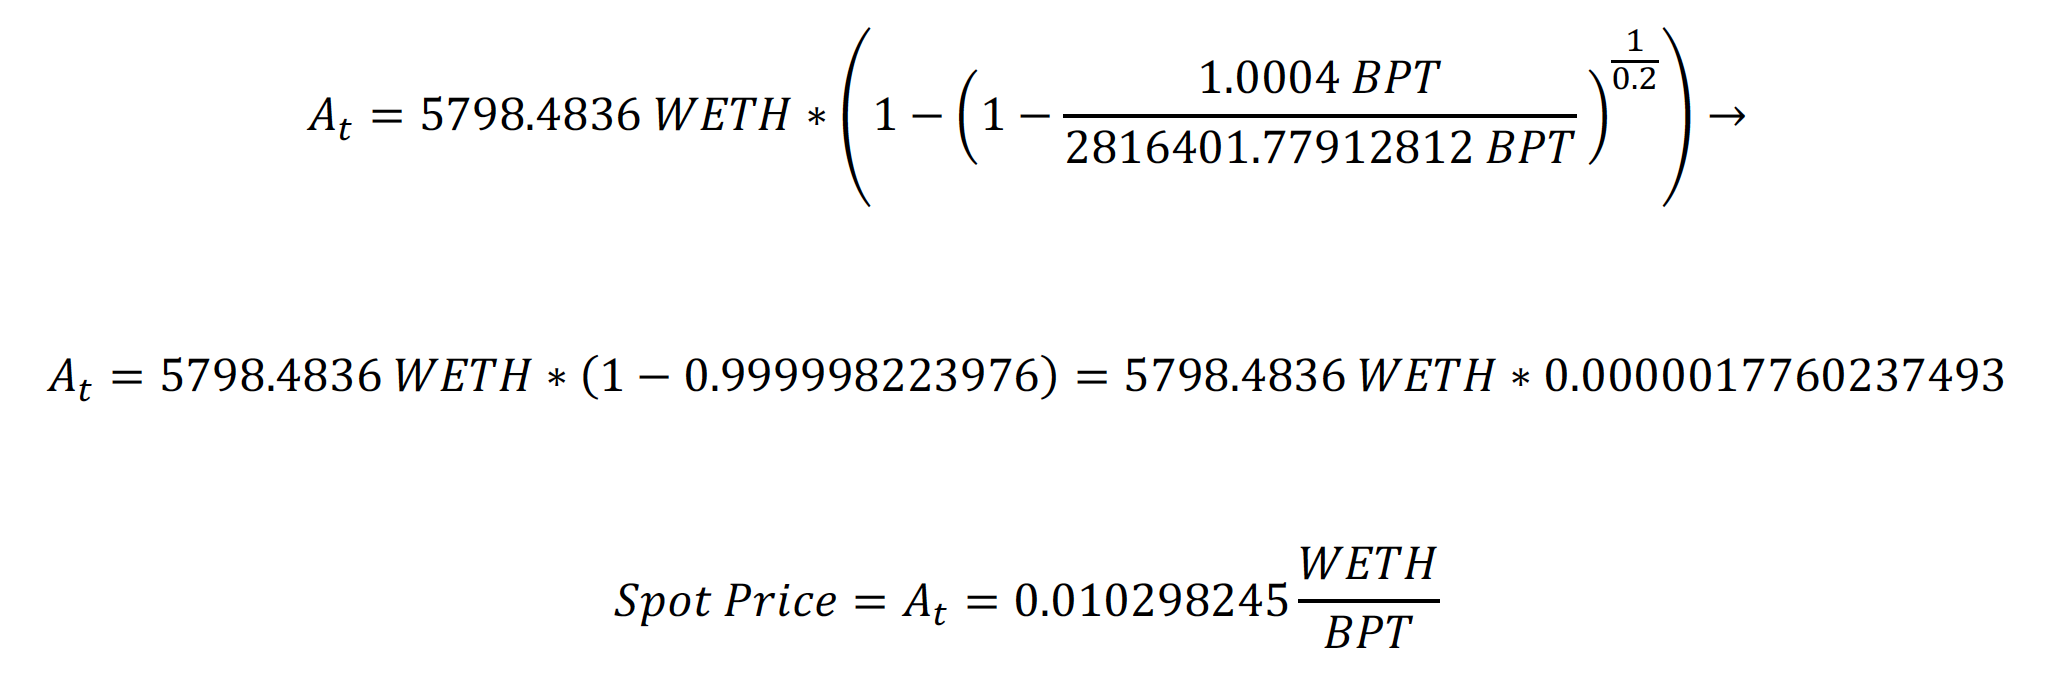 A_t = 5798.4836 WETH * (1 − (1 − 1.0004 BPT / 2816401.77912812 BPT)^(1/0.2)) →
A_t = 5798.4836 WETH * (1 − 0.999998223976) = 5798.4836 WETH * 0.0000017760237493
Spot Price = A_t = 0.010298245 WETH/BPT